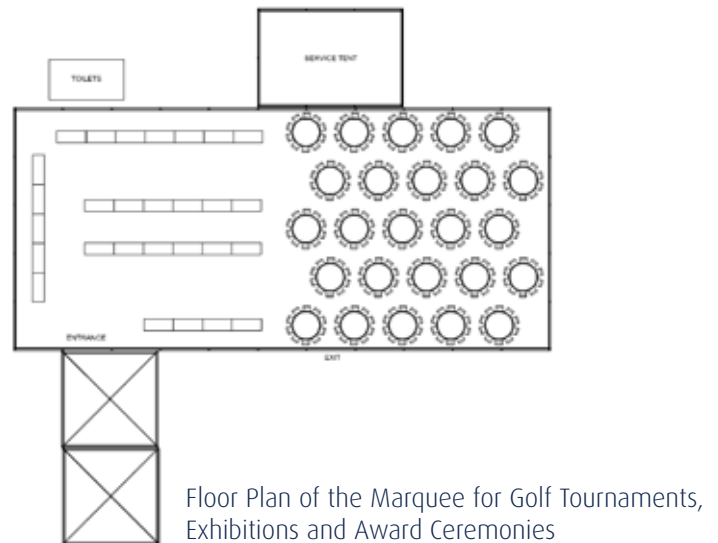 SERVICE TENT
TOILETS
ENTRANCE
EXIT
Floor Plan of the Marquee for Golf Tournaments,
Exhibitions and Award Ceremonies